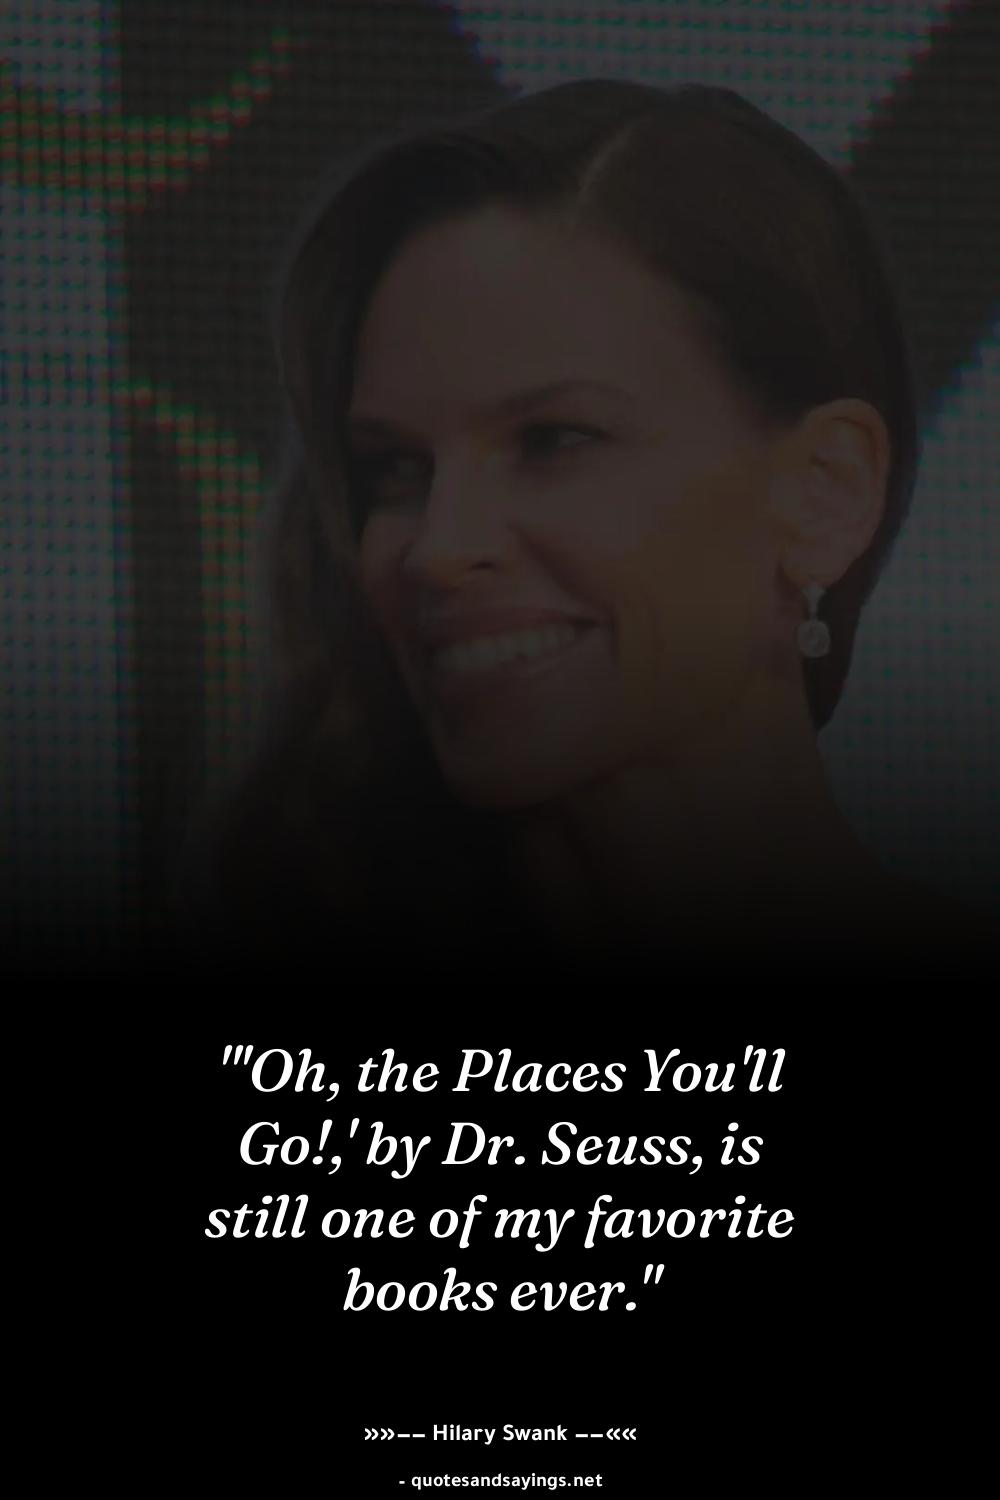 "'Oh, the Places You'll
Go!,' by Dr. Seuss, is
still one of my favorite
books ever."
»»–– Hilary Swank ––««
- quotesandsayings.net